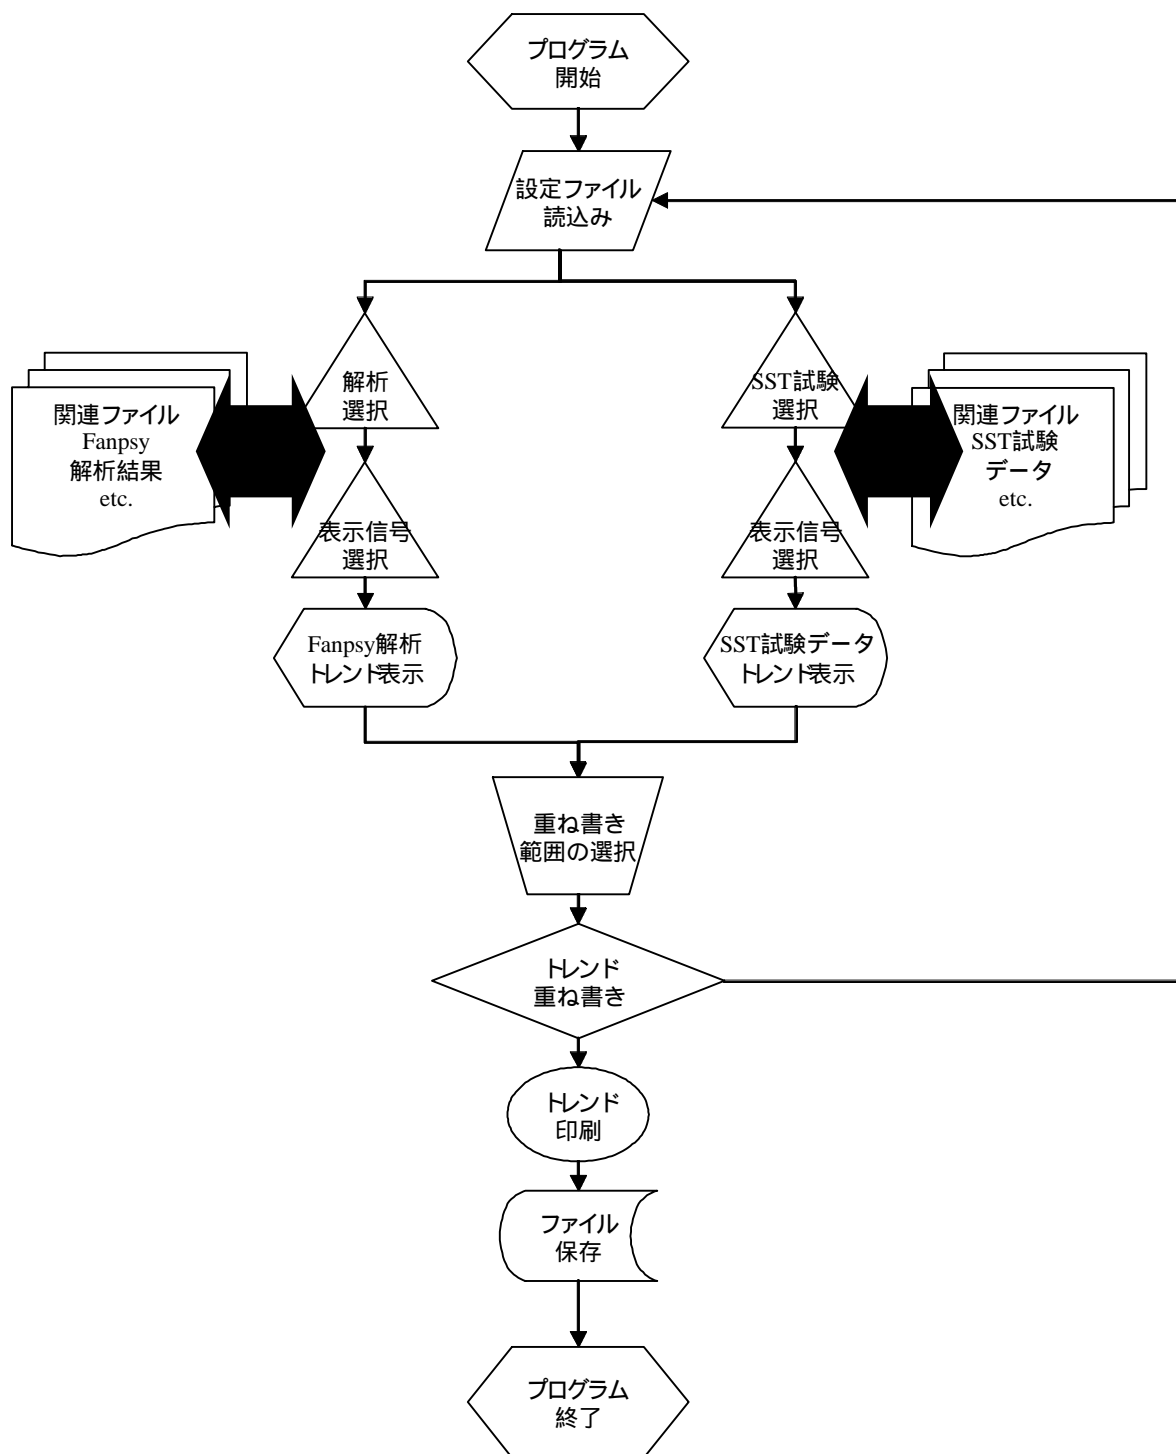 プログラム
開始
設定ファイル
読込み
解析
選択
SST試験
選択
関連ファイル
Fanpsy
解析結果
etc.
関連ファイル
SST試験
データ
etc.
表示信号
選択
表示信号
選択
Fanpsy解析
トレンド表示
SST試験データ
トレンド表示
重ね書き
範囲の選択
トレンド
重ね書き
トレンド
印刷
ファイル
保存
プログラム
終了